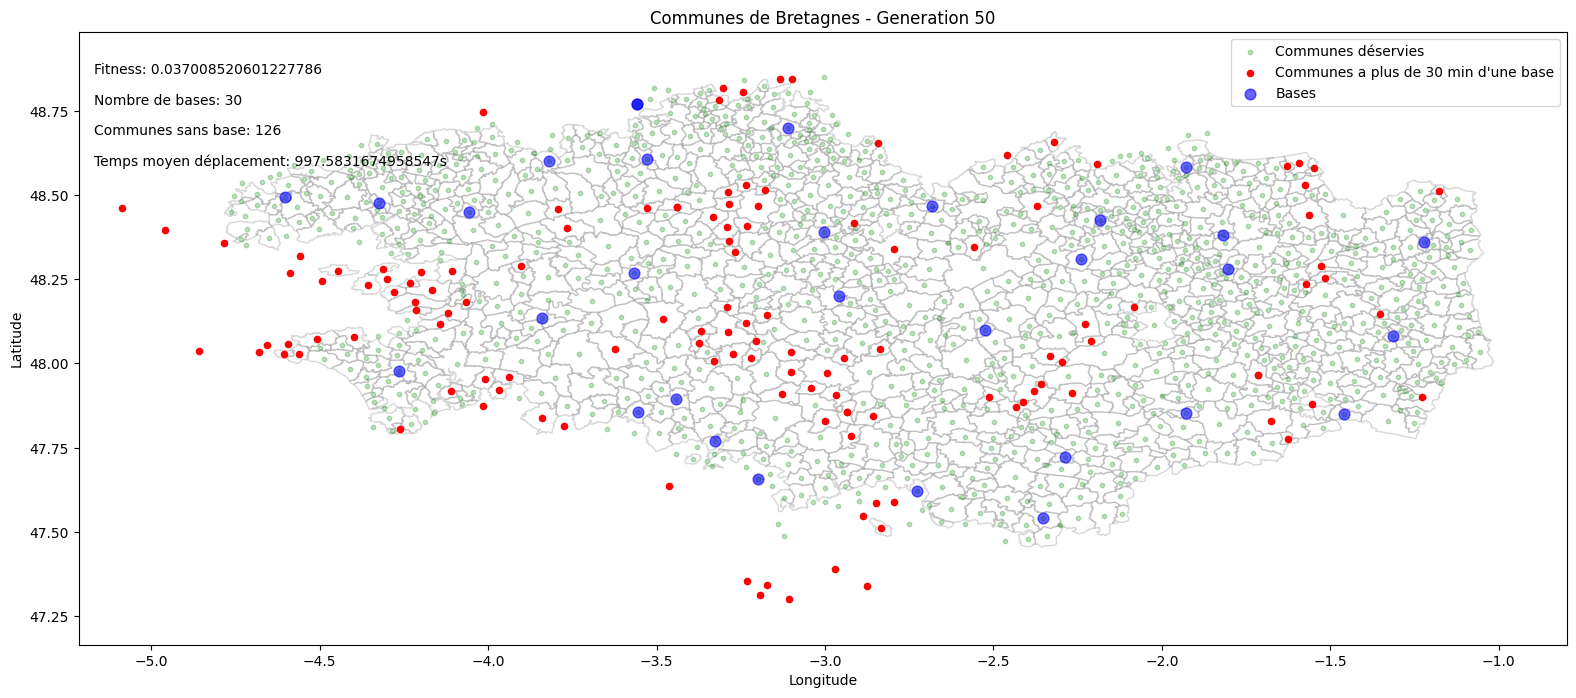 Communes de Bretagnes - Generation 50
Fitness: 0.037008520601227786
Nombre de bases: 30
Communes sans base: 126
Temps moyen déplacement: 997.5831674958547s
Communes déservies
Communes a plus de 30 min d'une base
Bases
Latitude
48.75
48.50
48.25
48.00
47.75
47.50
47.25
−5.0 −4.5 −4.0 −3.5 −3.0 −2.5 −2.0 −1.5 −1.0
Longitude